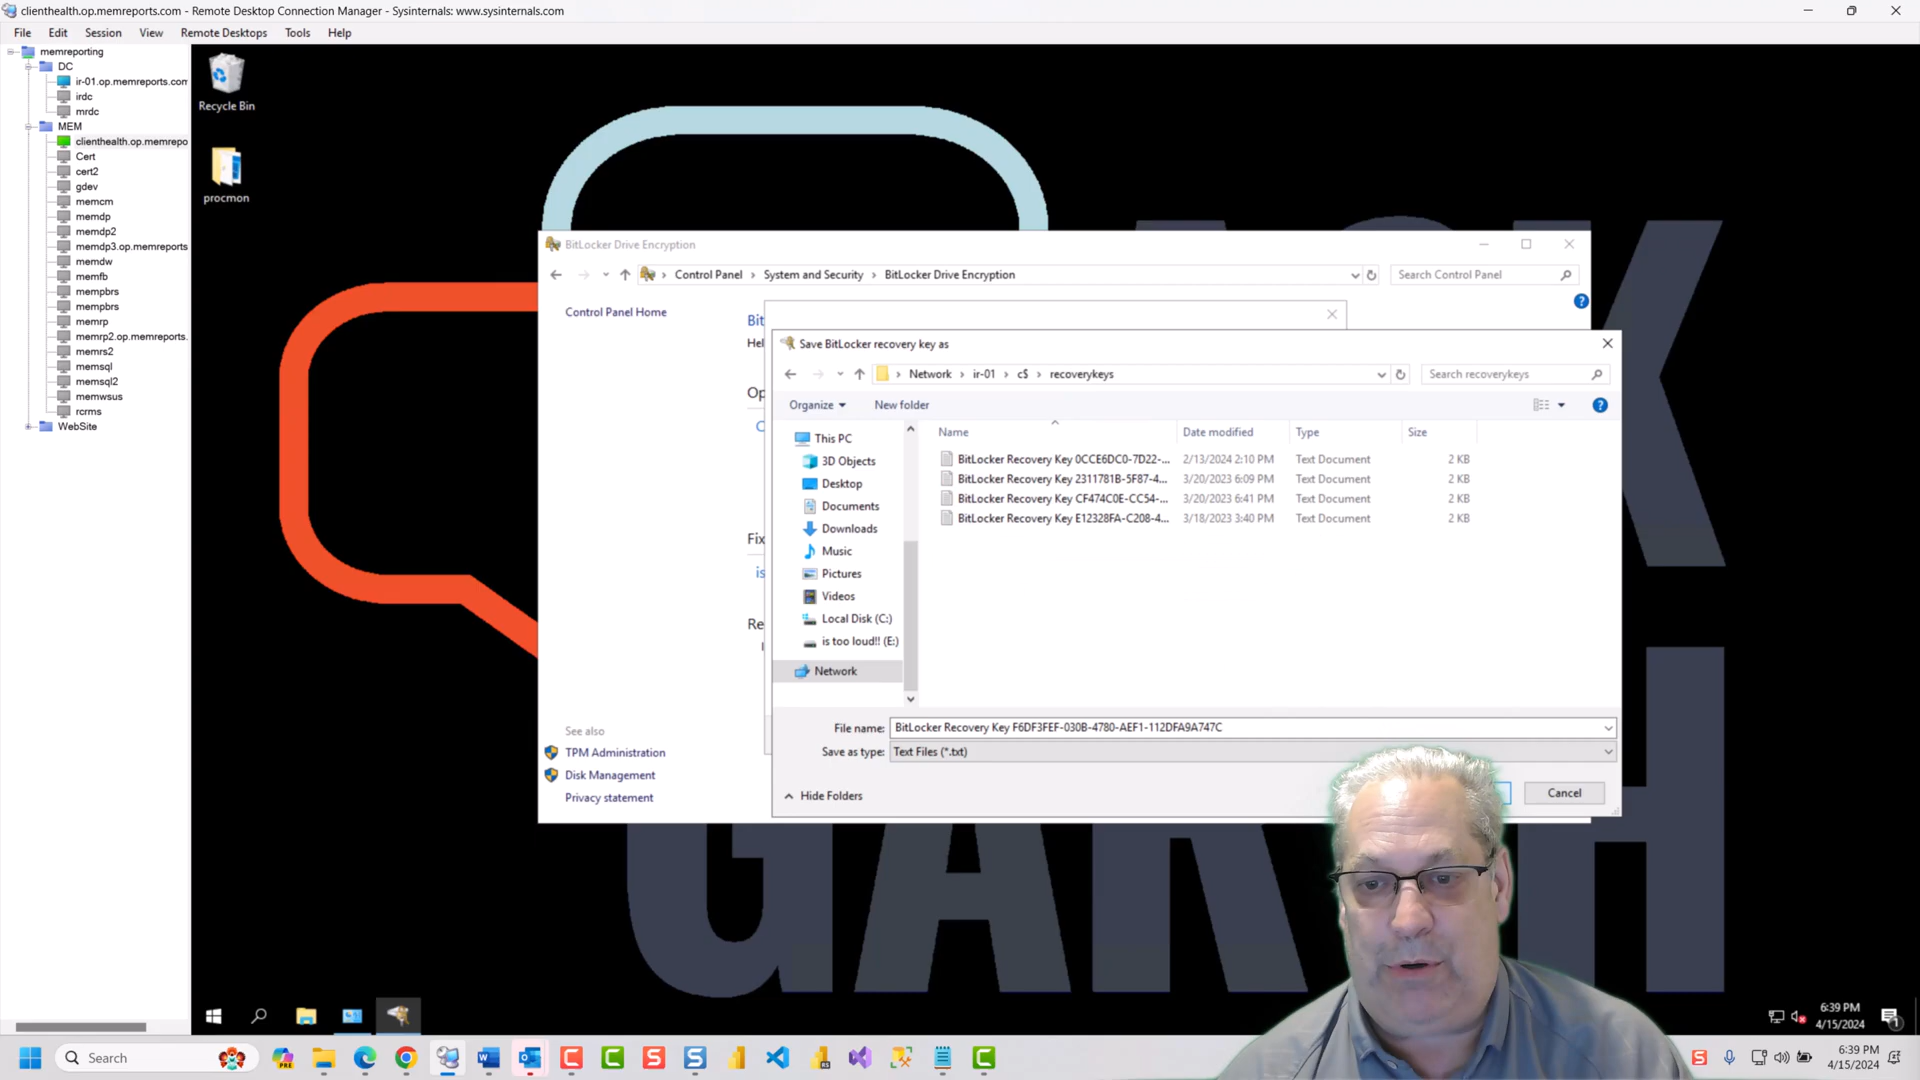 clienthealth.op.memreports.com - Remote Desktop Connection Manager - Sysinternals: www.sysinternals.com
File Edit Session View Remote Desktops Tools Help
memreporting
DC
ir-01.op.memreports.com
irdc
mrdc
MEM
clienthealth.op.memrepo
Cert
cert2
gdev
memcm
memdp
memdp2
memdp3.op.memreports
memdw
memfb
mempbrs
mempbrs
memrp
memrp2.op.memreports.
memrs2
memsql
memsql2
memwsus
rcrms
WebSite
Recycle Bin
procmon
BitLocker Drive Encryption
Control Panel > System and Security > BitLocker Drive Encryption
Search Control Panel
Control Panel Home
Bit
Hel
Op
C
Fix
is
Re
See also
TPM Administration
Disk Management
Privacy statement
Save BitLocker recovery key as
Network > ir-01 > c$ > recoverykeys
Search recoverykeys
Organize New folder
This PC
3D Objects
Desktop
Documents
Downloads
Music
Pictures
Videos
Local Disk (C:)
is too loud!! (E:)
Network
Name Date modified Type Size
BitLocker Recovery Key 0CCE6DC0-7D22-... 2/13/2024 2:10 PM Text Document 2 KB
BitLocker Recovery Key 2311781B-5F87-4... 3/20/2023 6:09 PM Text Document 2 KB
BitLocker Recovery Key CF474C0E-CC54-... 3/20/2023 6:41 PM Text Document 2 KB
BitLocker Recovery Key E12328FA-C208-4... 3/18/2023 3:40 PM Text Document 2 KB
File name: BitLocker Recovery Key F6DF3FEF-030B-4780-AEF1-112DFA9A747C
Save as type: Text Files (*.txt)
Hide Folders
Cancel
GARTH
6:39 PM
4/15/2024
1
Search
PRE
6:39 PM
4/15/2024